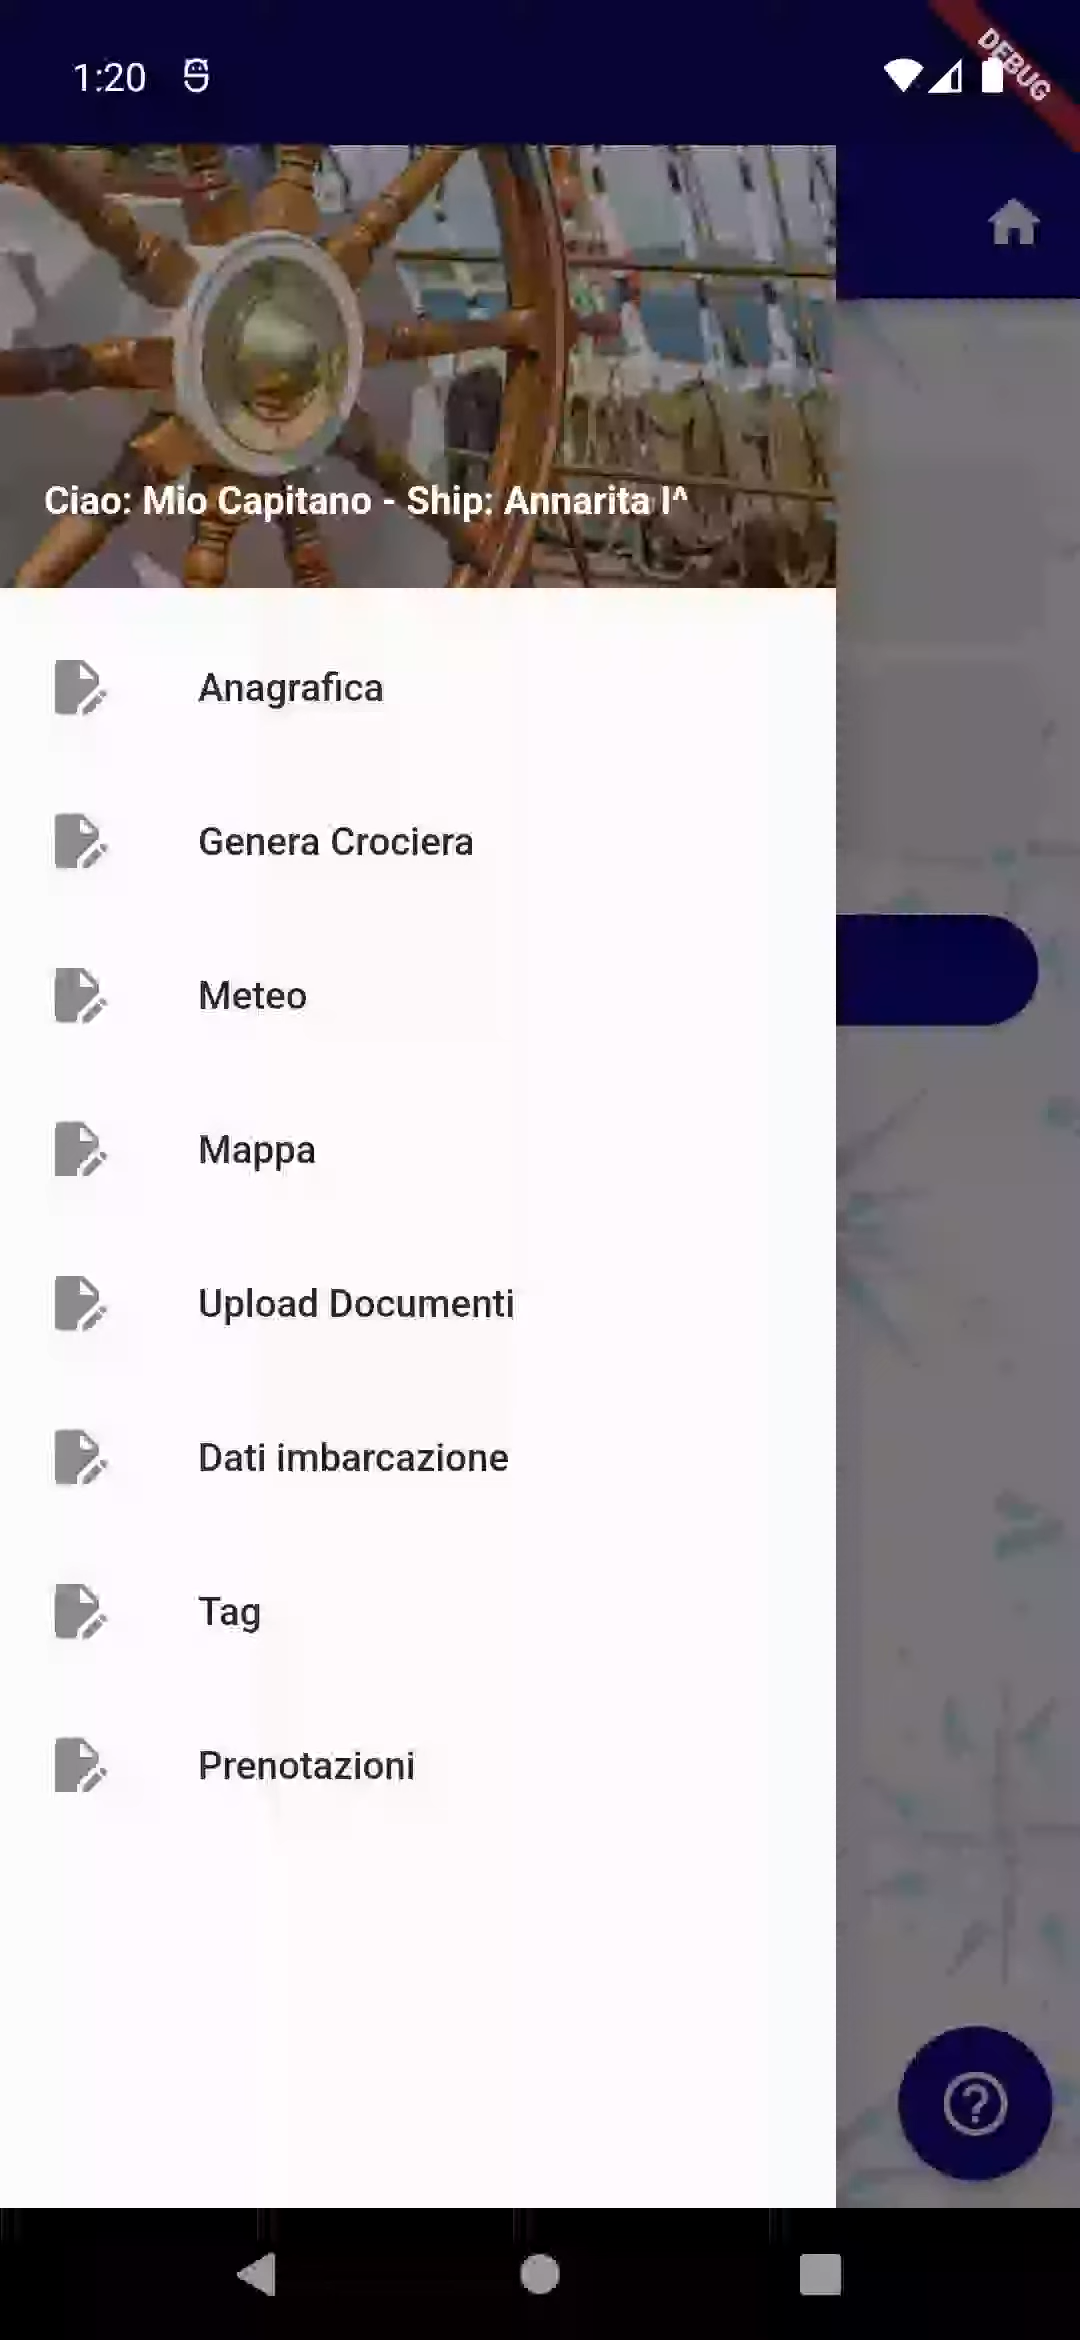 1:20
DEBUG
Ciao: Mio Capitano - Ship: Annarita I^
Anagrafica
Genera Crociera
Meteo
Mappa
Upload Documenti
Dati imbarcazione
Tag
Prenotazioni